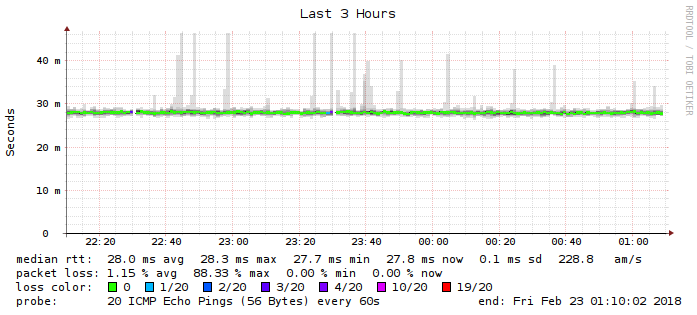 Last 3 Hours
RRDTOOL / TOBI OETIKER
Seconds
40 m
30 m
20 m
10 m
0
22:20 22:40 23:00 23:20 23:40 00:00 00:20 00:40 01:00
median rtt: 28.0 ms avg 28.3 ms max 27.7 ms min 27.8 ms now 0.1 ms sd 228.8 am/s
packet loss: 1.15 % avg 88.33 % max 0.00 % min 0.00 % now
loss color: 0 1/20 2/20 3/20 4/20 10/20 19/20
probe: 20 ICMP Echo Pings (56 Bytes) every 60s end: Fri Feb 23 01:10:02 2018